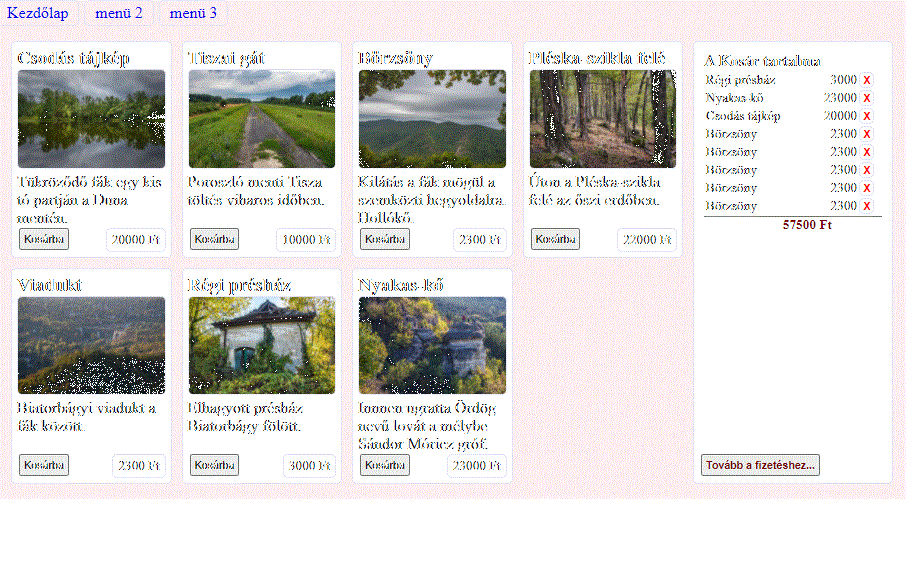 Kezdőlap menü 2 menü 3
Csodás tájkép
Tükröződő fák egy kis
tó partján a Duna
mentén.
Kosárba 20000 Ft
Tiszai gát
Poroszló menti Tisza
töltés viharos időben.
Kosárba 10000 Ft
Börzsöny
Kilátás a fák mögül a
szemközti hegyoldalra.
Hollókő.
Kosárba 2300 Ft
Pléska-szikla felé
Úton a Pléska-szikla
felé az őszi erdőben.
Kosárba 22000 Ft
Viadukt
Biatorbágyi viadukt a
fák között.
Kosárba 2300 Ft
Régi présház
Elhagyott présház
Biatorbágy fölött.
Kosárba 3000 Ft
Nyakas-kő
Innen ugratta Ördög
nevű lovát a mélybe
Sándor Móricz gróf.
Kosárba 23000 Ft
A Kosár tartalma
Régi présház 3000 X
Nyakas-kő 23000 X
Csodás tájkép 20000 X
Börzsöny 2300 X
Börzsöny 2300 X
Börzsöny 2300 X
Börzsöny 2300 X
Börzsöny 2300 X
57500 Ft
Tovább a fizetéshez...